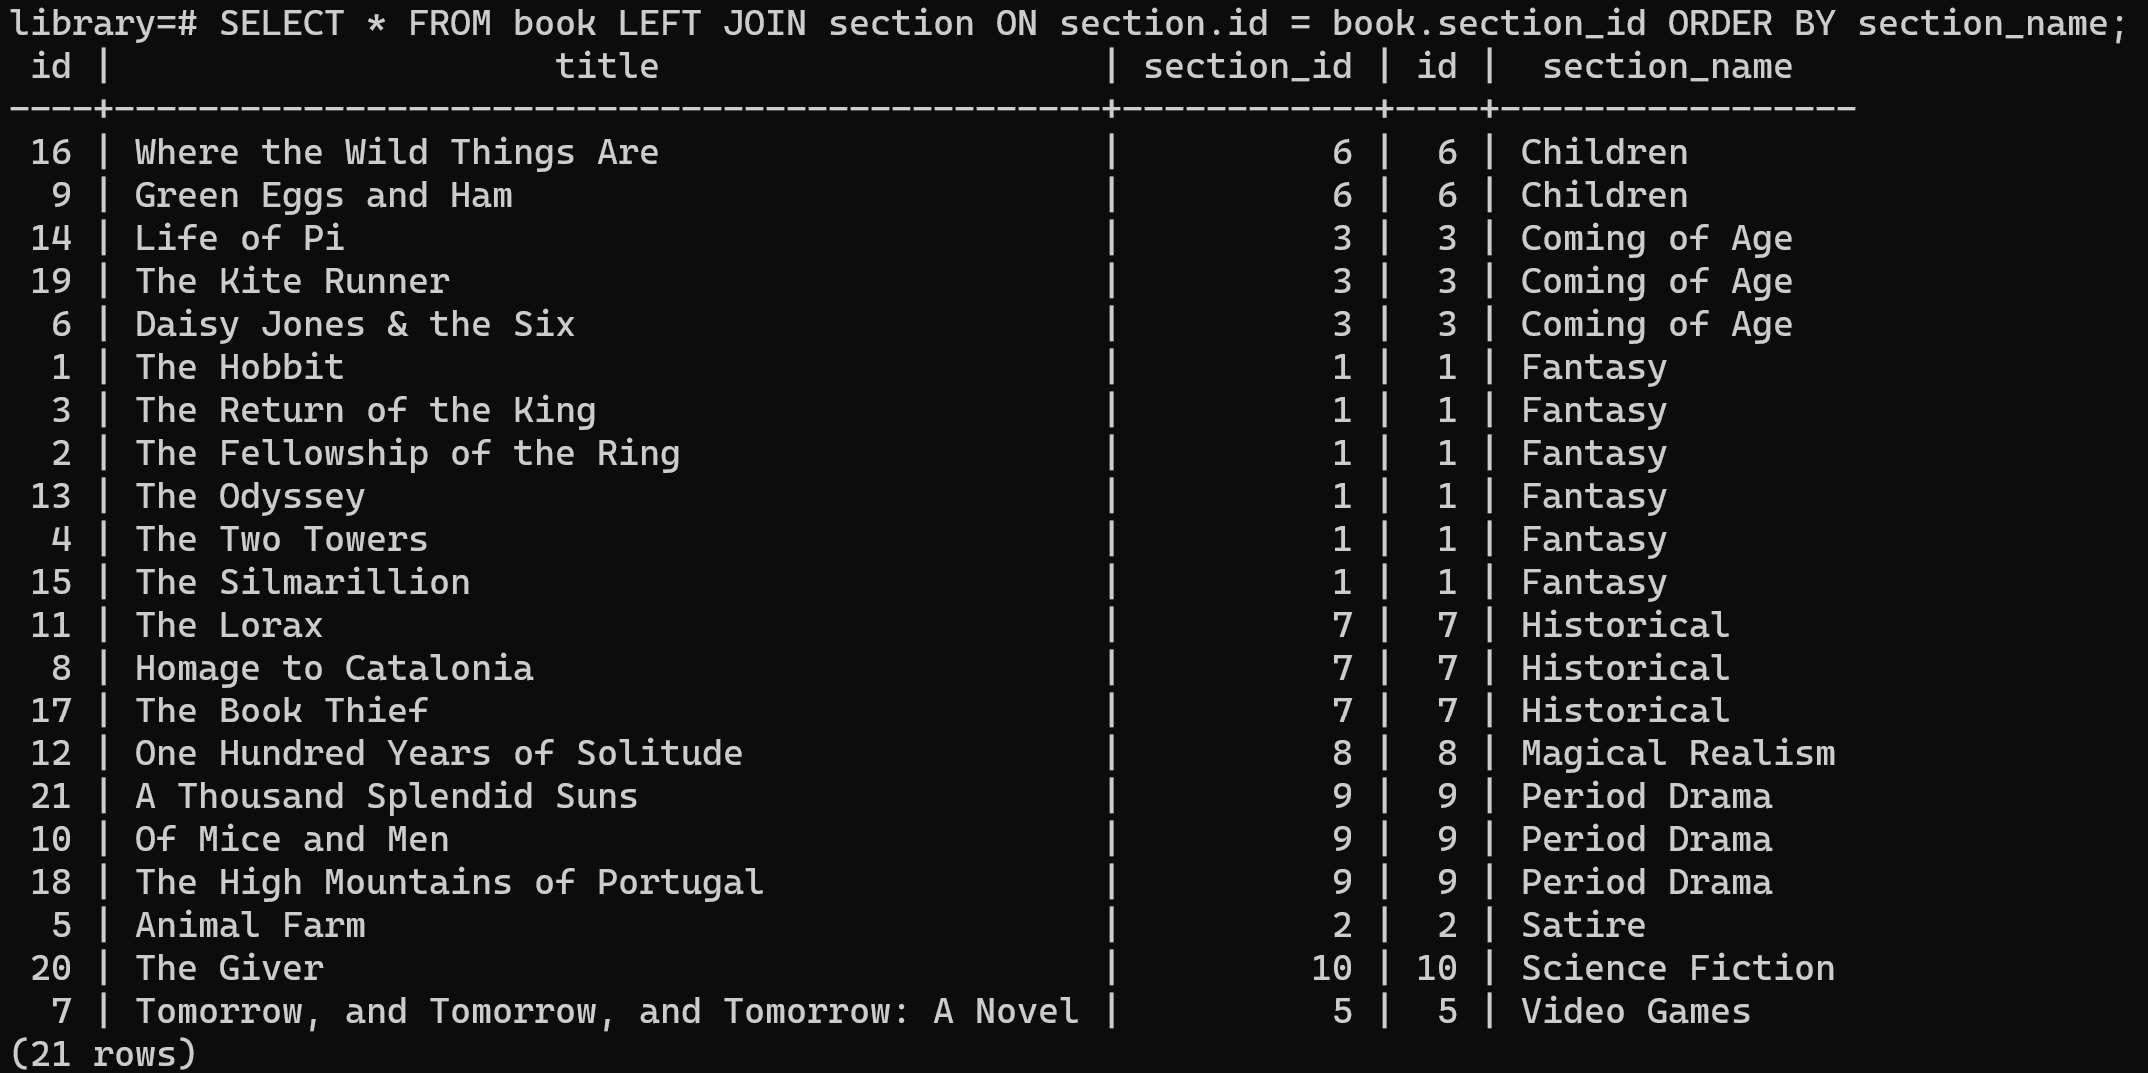 library=# SELECT * FROM book LEFT JOIN section ON section.id = book.section_id ORDER BY section_name;
 id |                     title                     | section_id | id |  section_name
----+-----------------------------------------------+------------+----+-----------------
 16 | Where the Wild Things Are                     |          6 |  6 | Children
  9 | Green Eggs and Ham                            |          6 |  6 | Children
 14 | Life of Pi                                    |          3 |  3 | Coming of Age
 19 | The Kite Runner                               |          3 |  3 | Coming of Age
  6 | Daisy Jones & the Six                         |          3 |  3 | Coming of Age
  1 | The Hobbit                                    |          1 |  1 | Fantasy
  3 | The Return of the King                        |          1 |  1 | Fantasy
  2 | The Fellowship of the Ring                    |          1 |  1 | Fantasy
 13 | The Odyssey                                   |          1 |  1 | Fantasy
  4 | The Two Towers                                |          1 |  1 | Fantasy
 15 | The Silmarillion                              |          1 |  1 | Fantasy
 11 | The Lorax                                     |          7 |  7 | Historical
  8 | Homage to Catalonia                           |          7 |  7 | Historical
 17 | The Book Thief                                |          7 |  7 | Historical
 12 | One Hundred Years of Solitude                 |          8 |  8 | Magical Realism
 21 | A Thousand Splendid Suns                      |          9 |  9 | Period Drama
 10 | Of Mice and Men                               |          9 |  9 | Period Drama
 18 | The High Mountains of Portugal                |          9 |  9 | Period Drama
  5 | Animal Farm                                   |          2 |  2 | Satire
 20 | The Giver                                     |         10 | 10 | Science Fiction
  7 | Tomorrow, and Tomorrow, and Tomorrow: A Novel |          5 |  5 | Video Games
(21 rows)